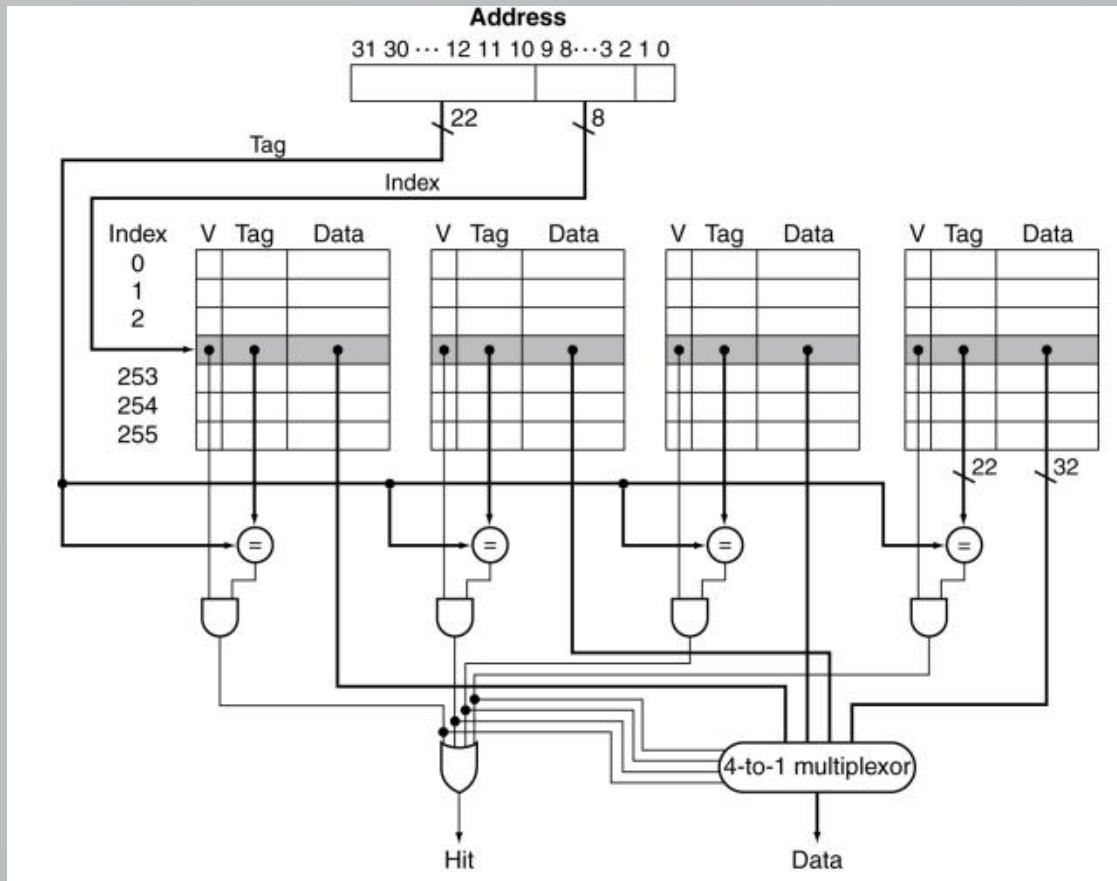 Address
31 30 ··· 12 11 10 9 8···3 2 1 0
22
8
Tag
Index
Index V Tag Data V Tag Data V Tag Data V Tag Data
0
1
2
253
254
255
22 32
= = = =
4-to-1 multiplexor
Hit Data